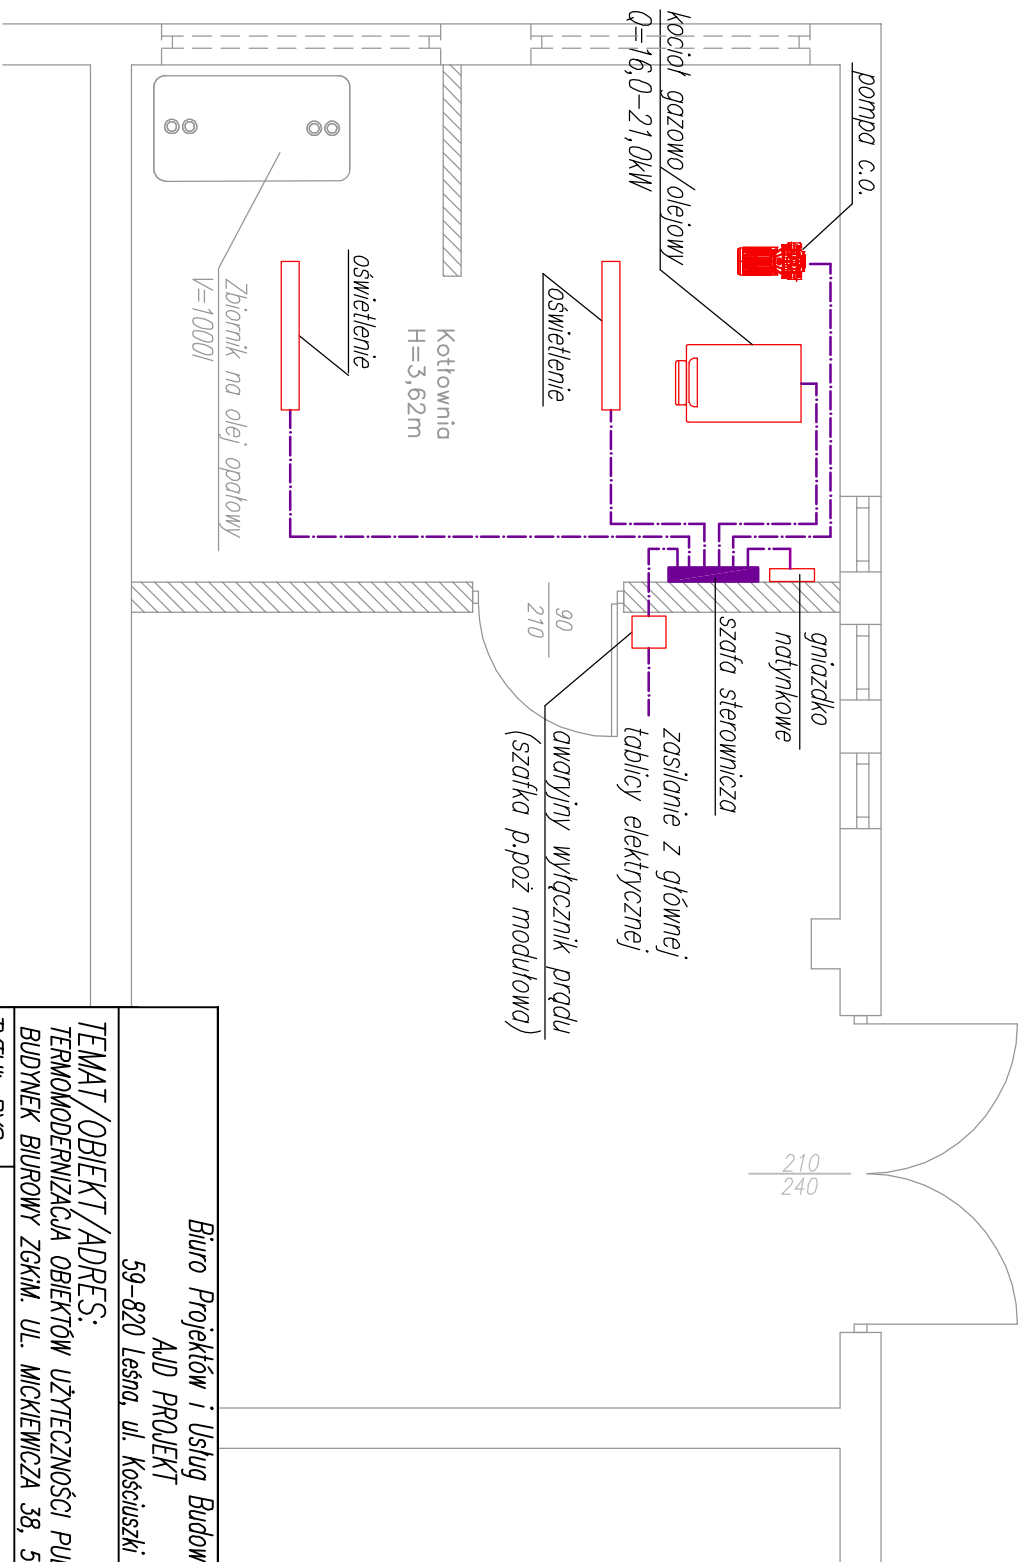 pompa c.o.
kocioł gazowo/olejowy
Q=16,0-21,0kW
oświetlenie
oświetlenie
Kotłownia
H=3,62m
Zbiornik na olej opałowy
V=1000l
90
210
gniazdko
natynkowe
szafa sterownicza
zasilanie z głównej
tablicy elektrycznej
awaryjny wyłącznik prądu
(szafka p.poż modułowa)
210
240
Biuro Projektów i Usług Budow
AJD PROJEKT
59-820 Leśna, ul. Kościuszki
TEMAT/OBIEKT/ADRES:
TERMOMODERNIZACJA OBIEKTÓW UŻYTECZNOŚCI PU
BUDYNEK BIUROWY ZGKiM. UL. MICKIEWICZA 38, 5